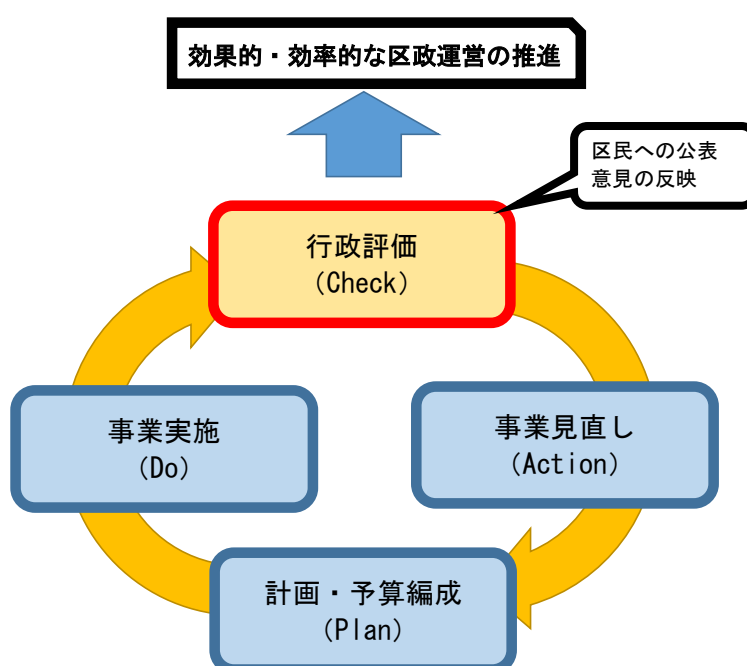 効果的・効率的な区政運営の推進
区民への公表
意見の反映
行政評価
(Check)
事業実施
(Do)
事業見直し
(Action)
計画・予算編成
(Plan)